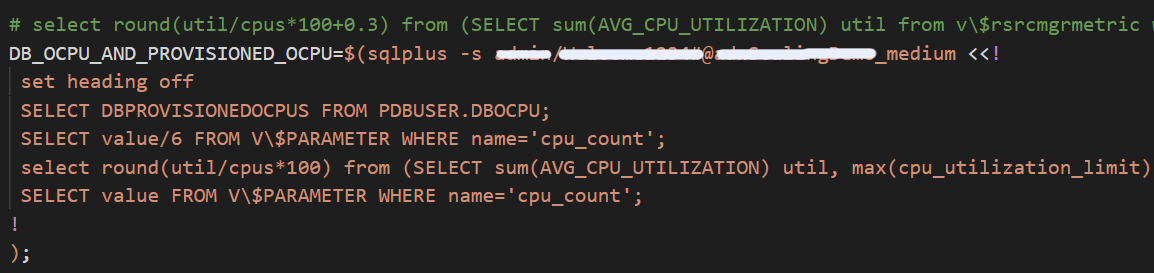 # select round(util/cpus*100+0.3) from (SELECT sum(AVG_CPU_UTILIZATION) util from v\$rsrcmgrmetric
DB_OCPU_AND_PROVISIONED_OCPU=$(sqlplus -s /@_medium <<!
set heading off
SELECT DBPROVISIONEDOCPUS FROM PDBUSER.DBOCPU;
SELECT value/6 FROM V\$PARAMETER WHERE name='cpu_count';
select round(util/cpus*100) from (SELECT sum(AVG_CPU_UTILIZATION) util, max(cpu_utilization_limit)
SELECT value FROM V\$PARAMETER WHERE name='cpu_count';
!
);